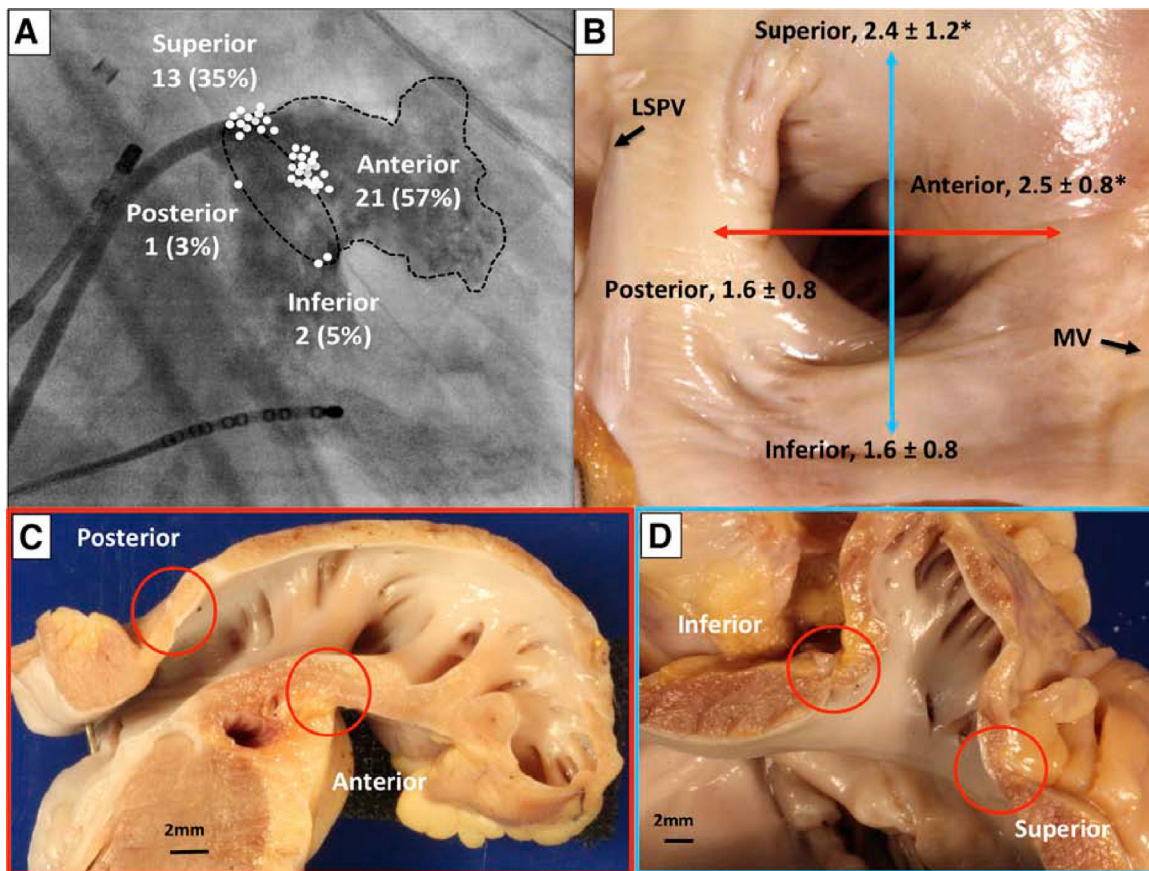 A
Superior
13 (35%)
Anterior
21 (57%)
Posterior
1 (3%)
Inferior
2 (5%)
B
Superior, 2.4 ± 1.2*
LSPV
Anterior, 2.5 ± 0.8*
Posterior, 1.6 ± 0.8
MV
Inferior, 1.6 ± 0.8
C
Posterior
Anterior
2mm
D
Inferior
Superior
2mm